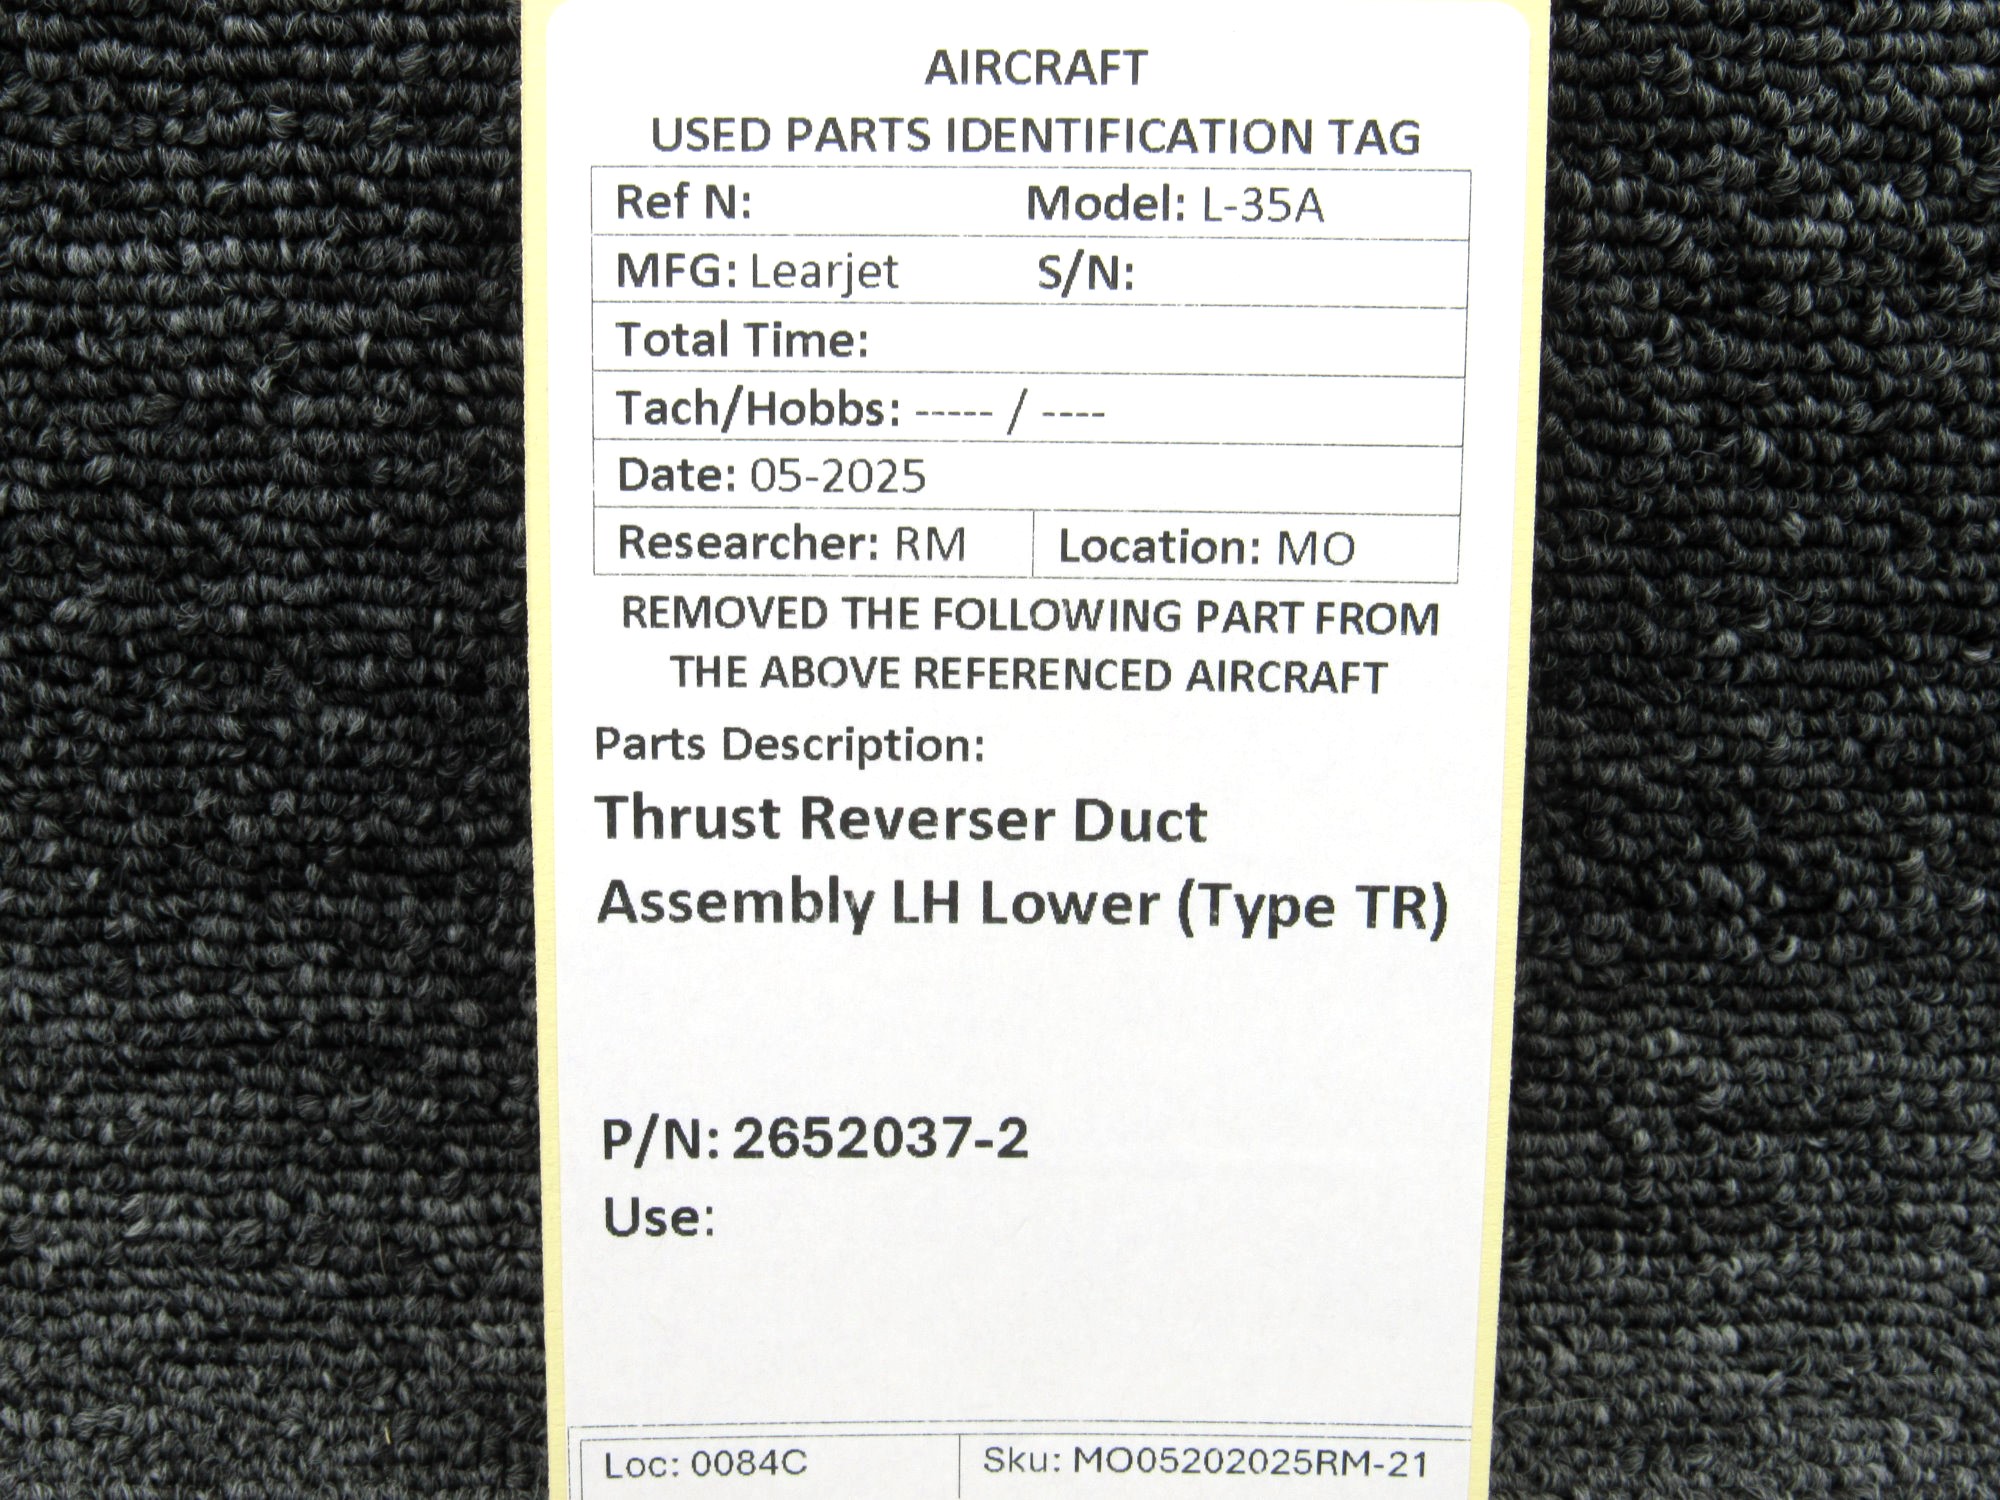 AIRCRAFT
USED PARTS IDENTIFICATION TAG
Ref N: Model: L-35A
MFG: Learjet S/N:
Total Time:
Tach/Hobbs: ----- / ----
Date: 05-2025
Researcher: RM Location: MO
REMOVED THE FOLLOWING PART FROM
THE ABOVE REFERENCED AIRCRAFT
Parts Description:
Thrust Reverser Duct
Assembly LH Lower (Type TR)
P/N: 2652037-2
Use:
Loc: 0084C Sku: MO05202025RM-21